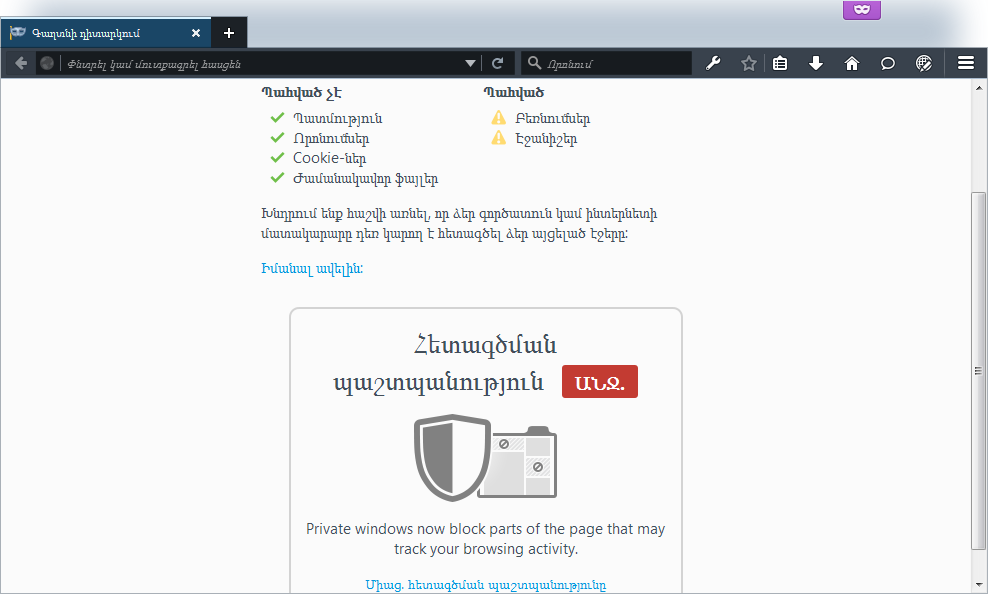 Գաղտնի դիտարկում
Փնտրել կամ մուտքագրել հասցեն
Որոնում
Պահված չէ
Պատմություն
Որոնումներ
Cookie-ներ
Ժամանակավոր ֆայլեր
Պահված
Բեռնումներ
Էջանիշեր
Խնդրում ենք հաշվի առնել, որ ձեր գործատուն կամ ինտերնետի
մատակարարը դեռ կարող է հետագծել ձեր այցելած էջերը:
Իմանալ ավելին:
Հետագծման
պաշտպանություն ԱՆՋ.
Private windows now block parts of the page that may
track your browsing activity.
Միաց. հետագծման պաշտպանությունը